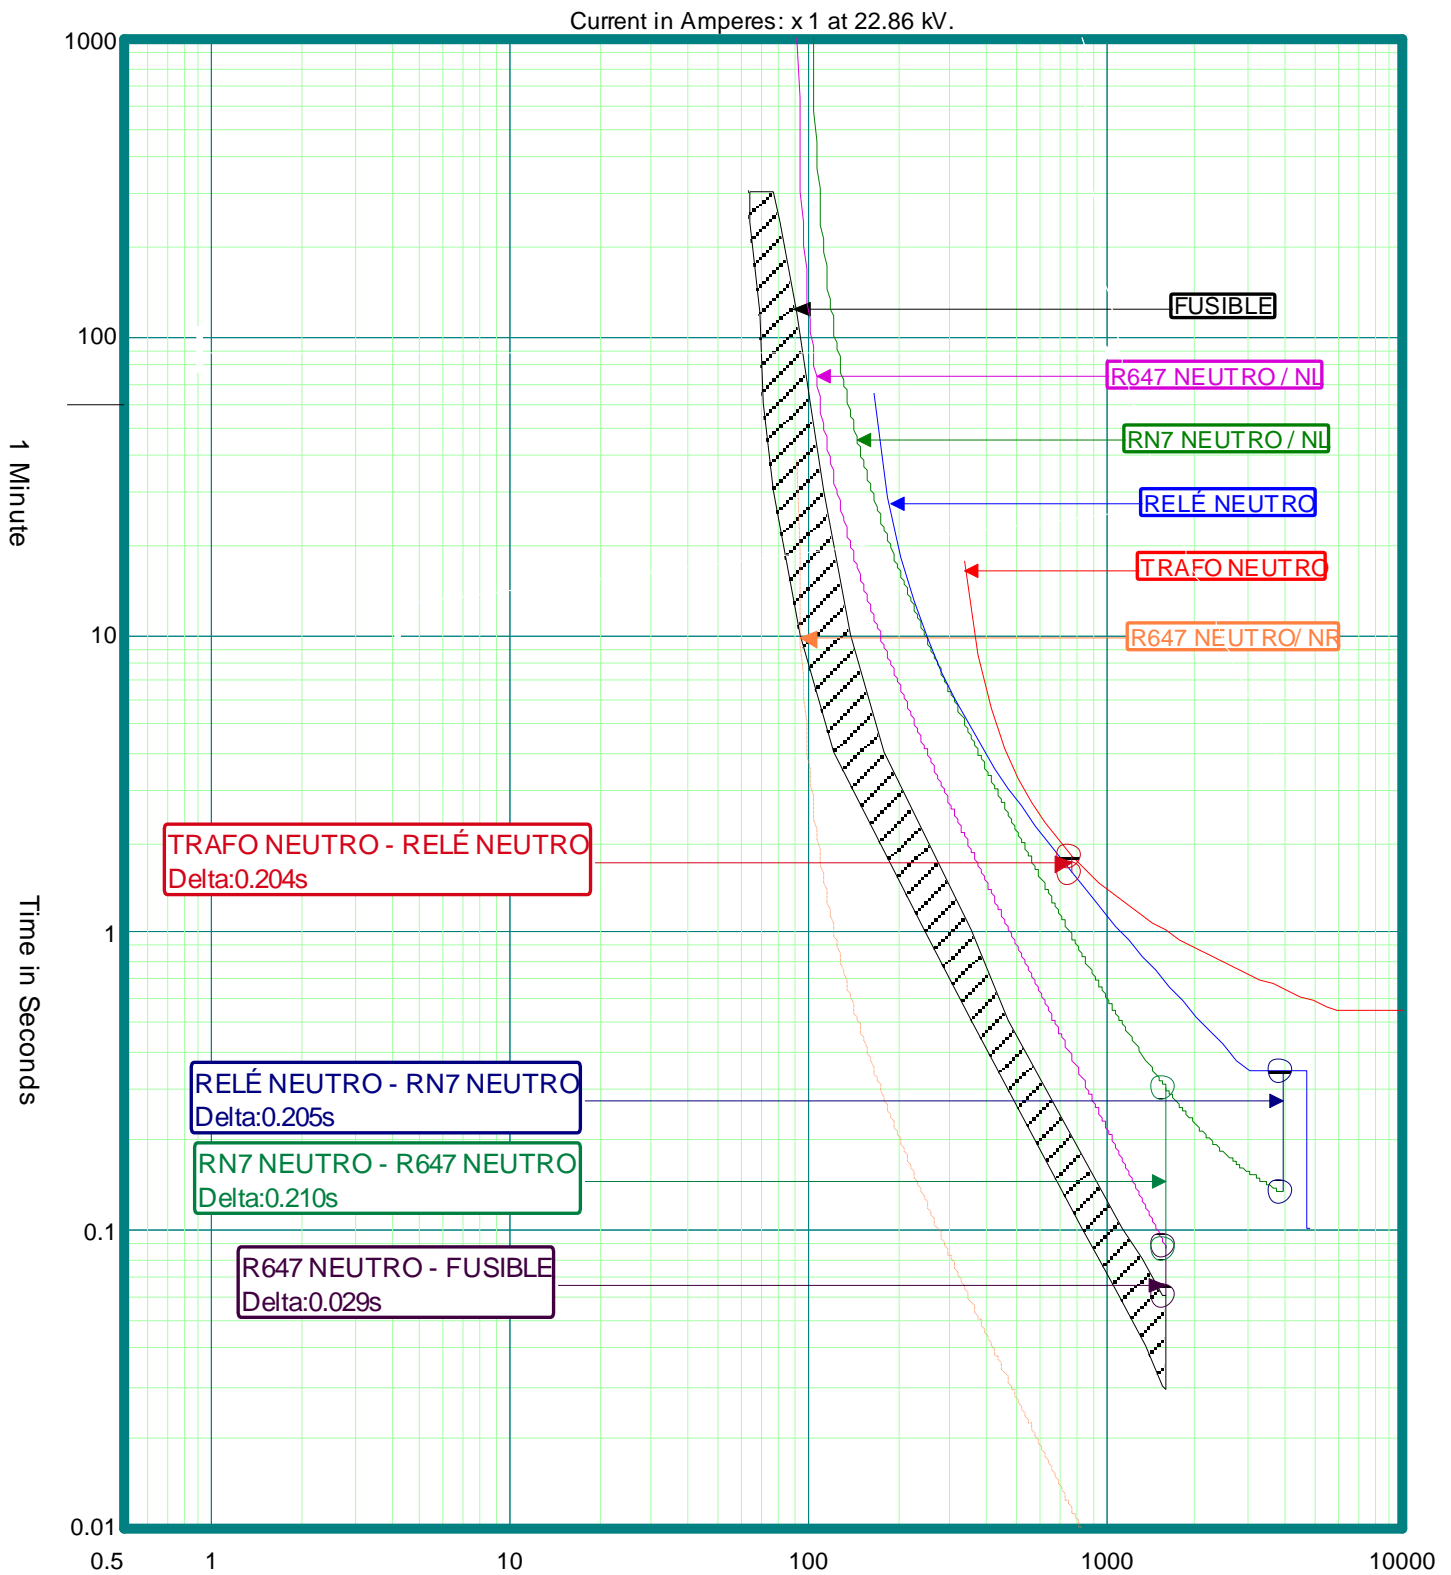 Current in Amperes: x 1 at 22.86 kV.
1000
FUSIBLE
100
R647 NEUTRO / NL
RN7 NEUTRO / NL
1 Minute
RELÉ NEUTRO
TRAFO NEUTRO
10
R647 NEUTRO/ NR
TRAFO NEUTRO - RELÉ NEUTRO
Delta:0.204s
1
Time in Seconds
RELÉ NEUTRO - RN7 NEUTRO
Delta:0.205s
RN7 NEUTRO - R647 NEUTRO
Delta:0.210s
0.1
R647 NEUTRO - FUSIBLE
Delta:0.029s
0.01
0.5 1 10 100 1000 10000